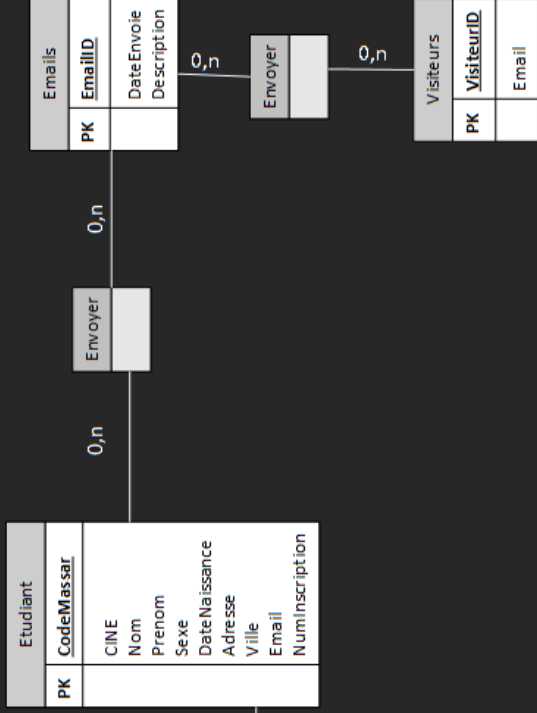 Etudiant
PK CodeMassar
CINE
Nom
Prenom
Sexe
DateNaissance
Adresse
Ville
Email
NumInscription
0,n
Envoyer
0,n
Emails
PK EmailID
DateEnvoie
Description
0,n
Envoyer
0,n
Visiteurs
PK VisiteurID
Email